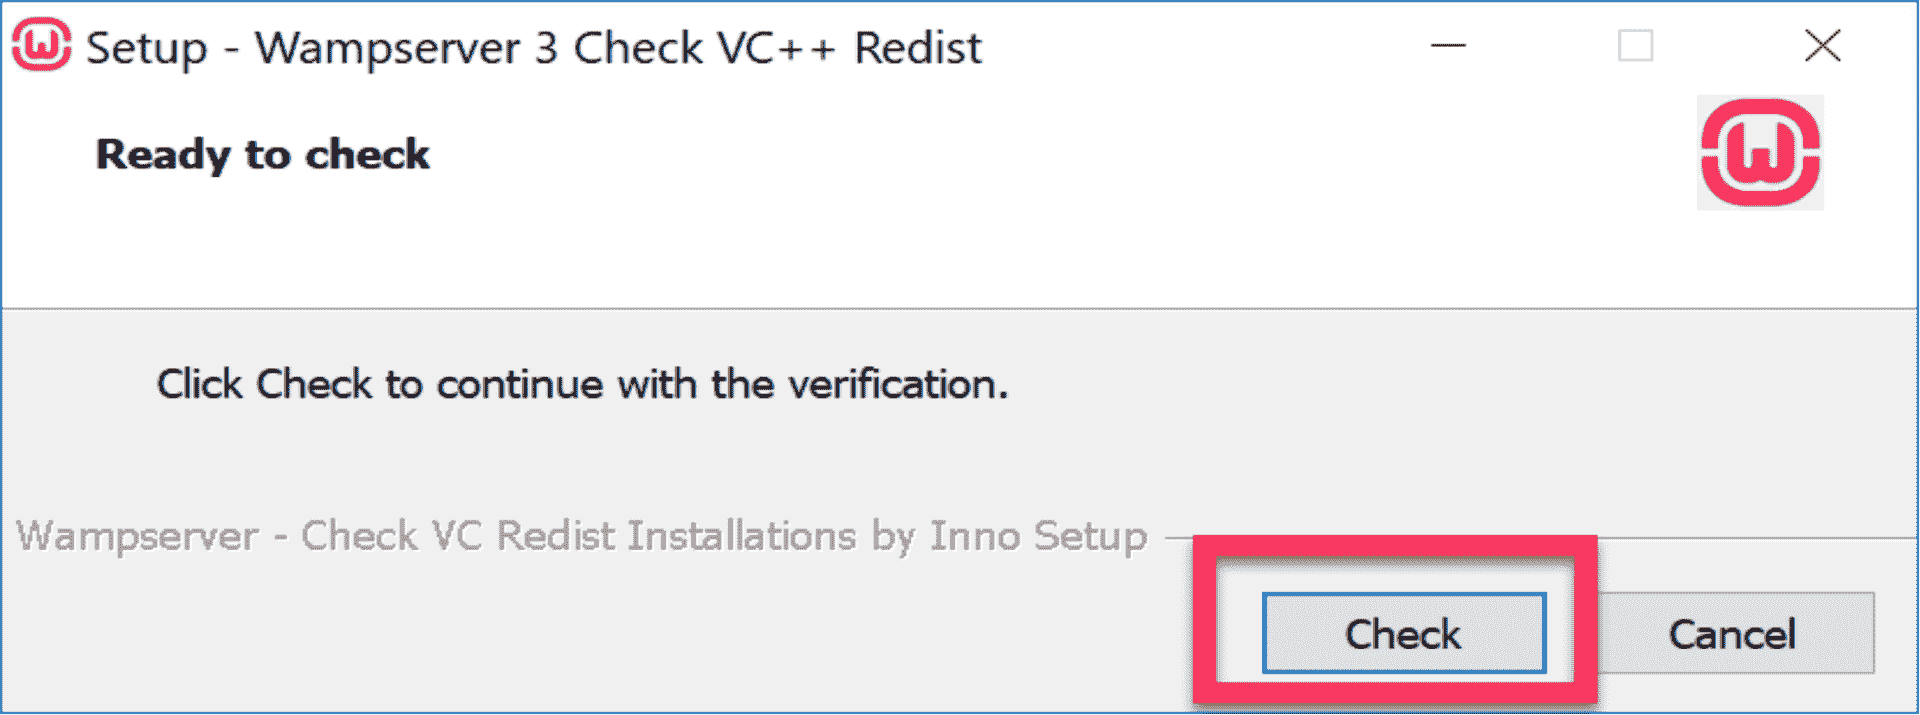 Setup - Wampserver 3 Check VC++ Redist
Ready to check
Click Check to continue with the verification.
Wampserver - Check VC Redist Installations by Inno Setup
Check Cancel